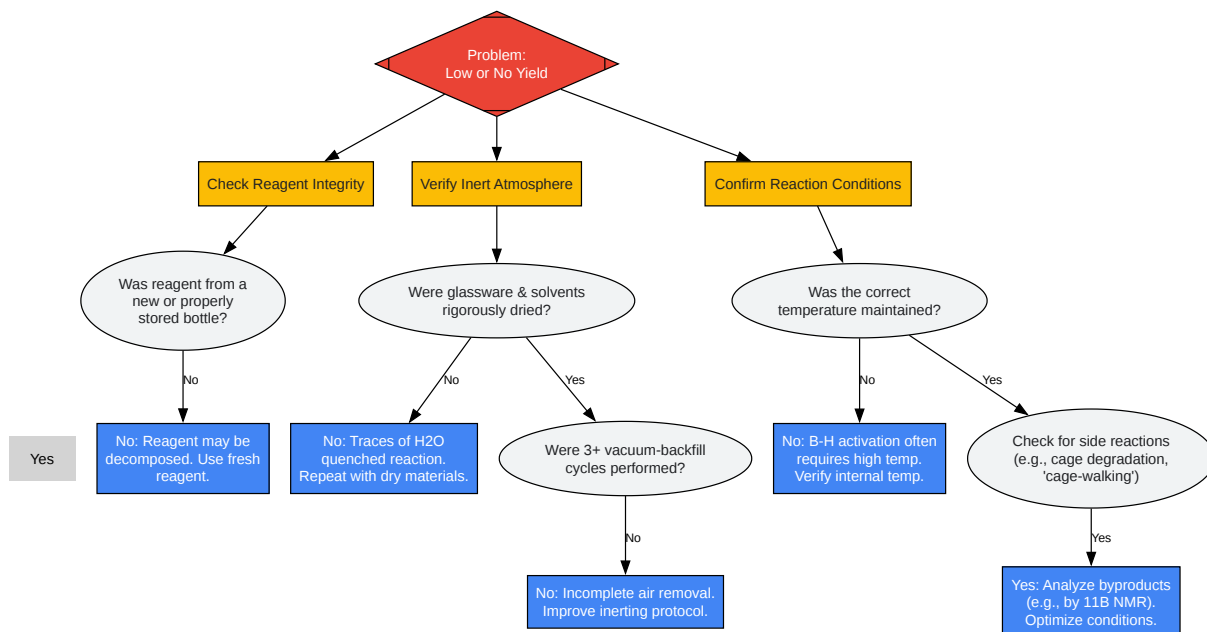 Problem:
Low or No Yield
Check Reagent Integrity
Verify Inert Atmosphere
Confirm Reaction Conditions
Was reagent from a
new or properly
stored bottle?
Were glassware & solvents
rigorously dried?
Was the correct
temperature maintained?
No
No
Yes
No
Yes
Yes
No: Reagent may be
decomposed. Use fresh
reagent.
No: Traces of H2O
quenched reaction.
Repeat with dry materials.
Were 3+ vacuum-backfill
cycles performed?
No: B-H activation often
requires high temp.
Verify internal temp.
Check for side reactions
(e.g., cage degradation,
'cage-walking')
No
Yes
No: Incomplete air removal.
Improve inerting protocol.
Yes: Analyze byproducts
(e.g., by 11B NMR).
Optimize conditions.